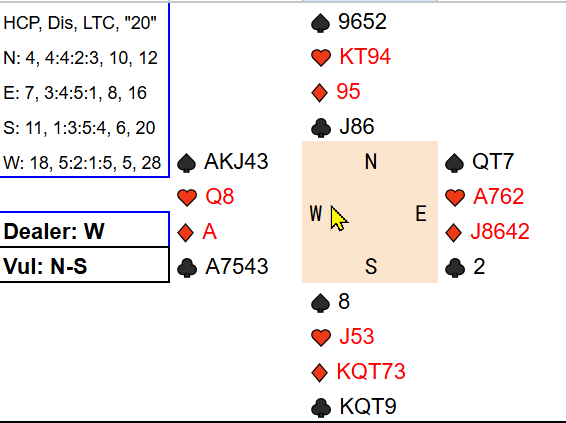 HCP, Dis, LTC, "20"
N: 4, 4:4:2:3, 10, 12
E: 7, 3:4:5:1, 8, 16
S: 11, 1:3:5:4, 6, 20
W: 18, 5:2:1:5, 5, 28
Dealer: W
Vul: N-S
♠ 9652
♥ KT94
♦ 95
♣ J86
♠ AKJ43
♥ Q8
♦ A
♣ A7543
N
W E
S
♠ QT7
♥ A762
♦ J8642
♣ 2
♠ 8
♥ J53
♦ KQT73
♣ KQT9